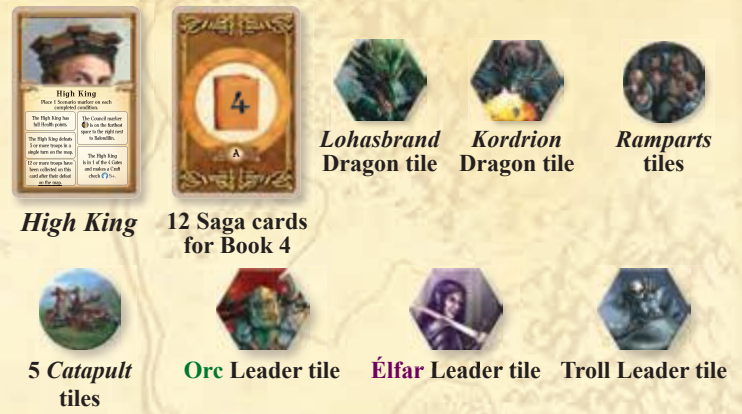 High King
Place 1 Scenario marker on each
completed condition.
The High King has
full Health points.
The High King defeats
3 or more troops in a
single turn on the map.
12 or more troops have
been collected on this
card after their defeat
on the map.
The Council marker
is on the furthest
space to the right next
to Balendilín.
The High King
is in 1 of the 4 Gates
and makes a Craft
check 5+.
4
A
High King
12 Saga cards
for Book 4
Lohasbrand
Dragon tile
Kordrion
Dragon tile
Ramparts
tiles
5 Catapult
tiles
Orc Leader tile
Élfar Leader tile
Troll Leader tile